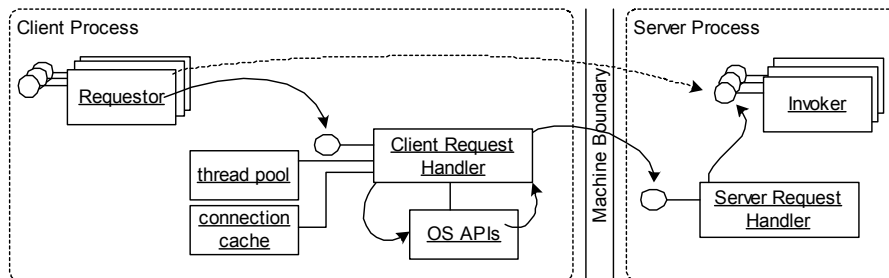 Client Process
Server Process
Requestor
Invoker
Client Request
Handler
thread pool
Machine Boundary
Server Request
Handler
connection
cache
OS APIs